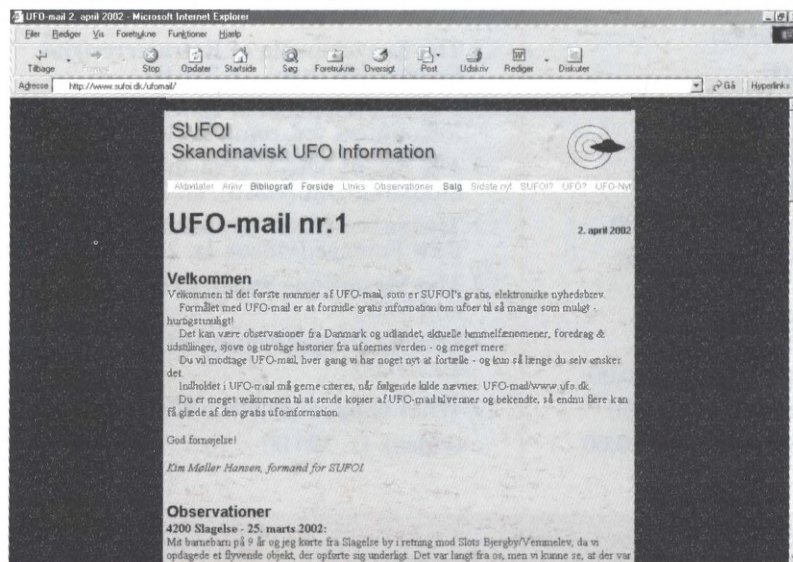 UFO-mail 2. april 2002 - Microsoft Internet Explorer
Filer Rediger Vis Foretrukne Funktioner Hjælp
Tilbage Stop Opdater Startside Søg Foretrukne Oversigt Post Udskriv Rediger Diskuter
Adresse http://www.sufoi.dk/ufomail/ Gå Hyperlinks
SUFOI
Skandinavisk UFO Information
Aktiviteter Arkiv Bibliografi Forside Links Observationer Salg Sidste nyt SUFOI? UFO? UFO-Nyt
UFO-mail nr.1
2. april 2002
Velkommen
Velkommen til det første nummer af UFO-mail, som er SUFOI's gratis, elektroniske nyhedsbrev.
Formålet med UFO-mail er at formidle gratis information om ufoer til så mange som muligt -
hurtigstmuligt!
Det kan være observationer fra Danmark og udlandet, aktuelle himmelfænomener, foredrag &
udstillinger, sjove og utrolige historier fra ufoernes verden - og meget mere.
Du vil modtage UFO-mail, hver gang vi har noget nyt at fortælle - og kun så længe du selv ønsker
det.
Indholdet i UFO-mail må gerne citeres, når følgende kilde nævnes: UFO-mail/www.ufo.dk.
Du er meget velkommen til at sende kopier af UFO-mail til venner og bekendte, så endnu flere kan
få glæde af den gratis ufo-information.
God fornøjelse!
Kim Møller Hansen, formand for SUFOI
Observationer
4200 Slagelse - 25. marts 2002:
Mit barnebarn på 9 år og jeg kørte fra Slagelse by i retning mod Slots Bjergby/Vemmelev, da vi
opdagede et flyvende objekt, der opførte sig underligt. Det var langt fra os, men vi kunne se, at der var